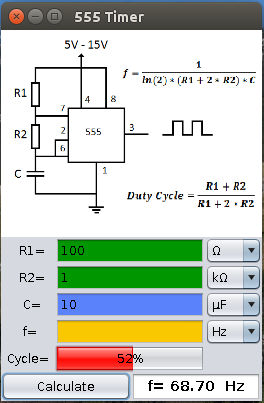 555 Timer
5V - 15V
f = 1 / ln(2) * (R1 + 2 * R2) * C
R1
7
4
8
R2
2
555
3
6
C
1
Duty Cycle = R1 + R2 / R1 + 2 * R2
R1= 100 Ω
R2= 1 kΩ
C= 10 µF
f= Hz
Cycle= 52%
Calculate f= 68.70 Hz